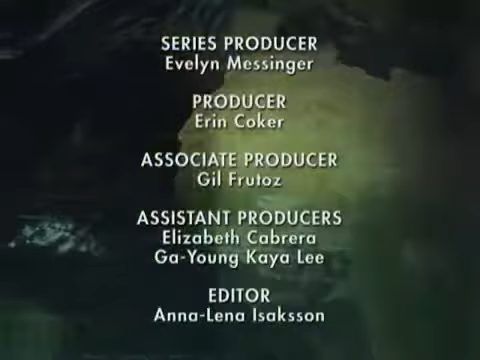 SERIES PRODUCER
Evelyn Messinger
PRODUCER
Erin Coker
ASSOCIATE PRODUCER
Gil Frutoz
ASSISTANT PRODUCERS
Elizabeth Cabrera
Ga-Young Kaya Lee
EDITOR
Anna-Lena Isaksson